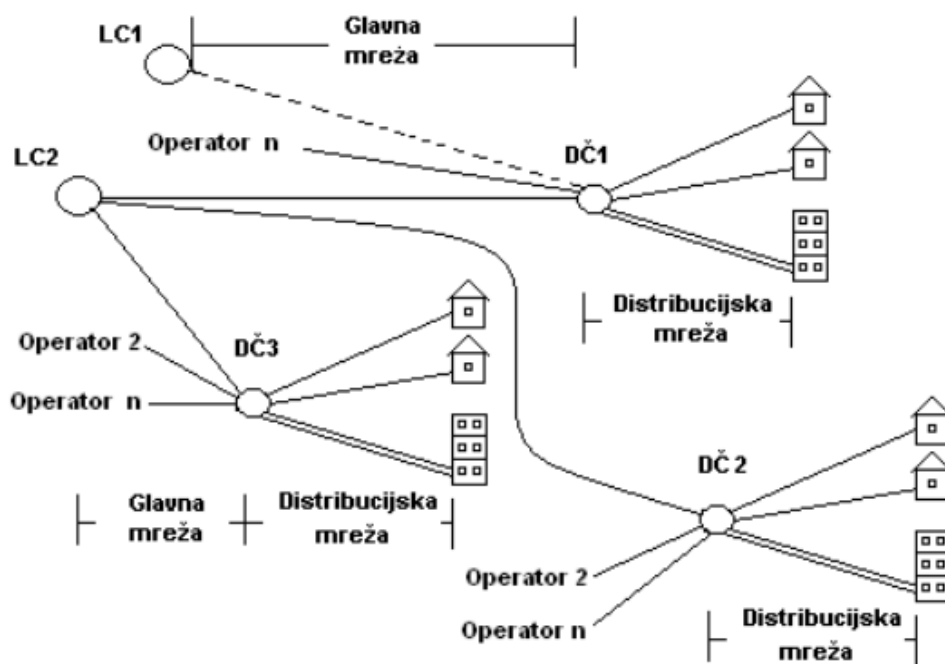 LC1
Glavna
mreža
Operator n
DČ1
LC2
Distribucijska
mreža
Operator 2
DČ3
Operator n
DČ 2
Glavna
mreža
Distribucijska
mreža
Operator 2
Operator n
Distribucijska
mreža